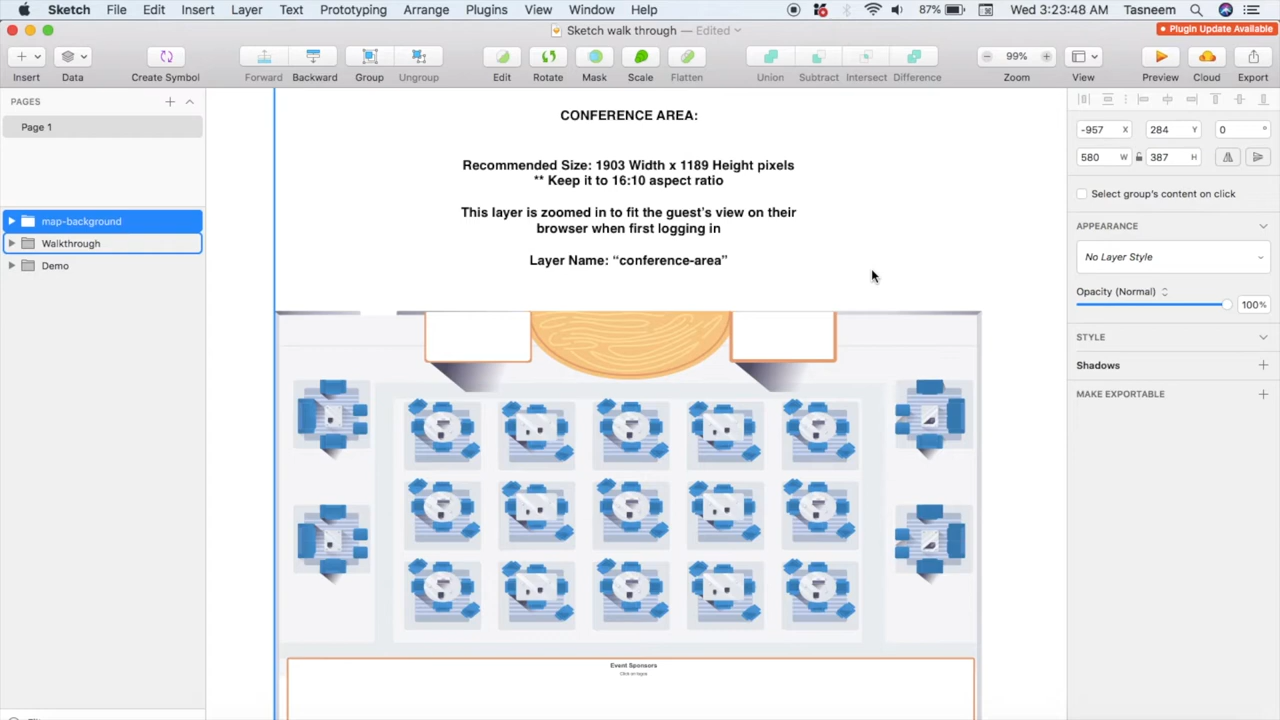 Sketch File Edit Insert Layer Text Prototyping Arrange Plugins View Window Help 87% Wed 3:23:48 AM Tasneem
Sketch walk through — Edited
Plugin Update Available
Insert Data Create Symbol Forward Backward Group Ungroup Edit Rotate Mask Scale Flatten Union Subtract Intersect Difference 99% Zoom View Preview Cloud Export
PAGES
Page 1
map-background
Walkthrough
Demo
CONFERENCE AREA:
Recommended Size: 1903 Width x 1189 Height pixels
** Keep it to 16:10 aspect ratio
This layer is zoomed in to fit the guest's view on their
browser when first logging in
Layer Name: “conference-area”
Event Sponsors
Click on logos
-957 X 284 Y 0 °
580 W 387 H
Select group's content on click
APPEARANCE
No Layer Style
Opacity (Normal) 100%
STYLE
Shadows
MAKE EXPORTABLE